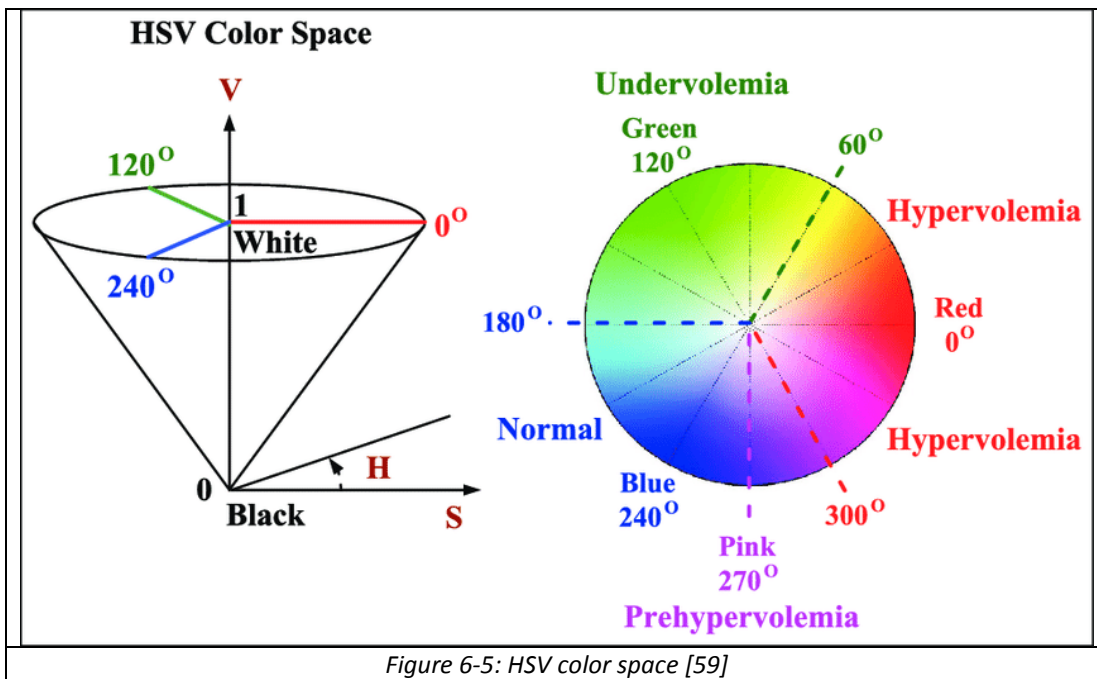 HSV Color Space
V
120°
1
White
0°
240°
0
H
Black
S
Undervolemia
Green
120°
60°
Hypervolemia
180°
Red
0°
Normal
Hypervolemia
Blue
240°
300°
Pink
270°
Prehypervolemia
Figure 6-5: HSV color space [59]